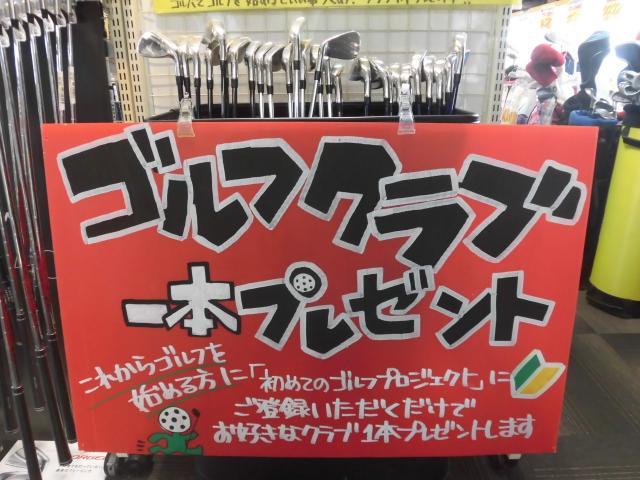 ゴルフクラブ
一本プレゼント
これからゴルフを
始める方に「初めてのゴルフプロジェクト」に
ご登録いただくだけで
お好きなクラブ1本プレゼントします